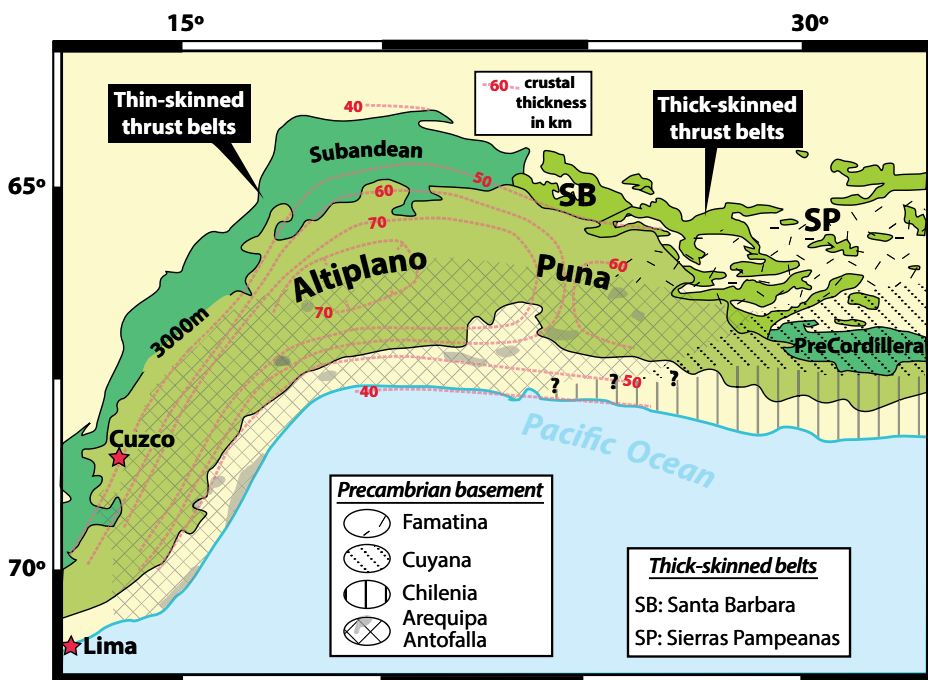 15º
30º
65º
70º
Thin-skinned
thrust belts
60
crustal
thickness
in km
Thick-skinned
thrust belts
40
Subandean
50
60
70
SB
SP
Altiplano
Puna
60
70
3000m
PreCordillera
? ? ?
50
40
Cuzco
Pacific Ocean
Lima
Precambrian basement
Famatina
Cuyana
Chilenia
Arequipa
Antofalla
Thick-skinned belts
SB: Santa Barbara
SP: Sierras Pampeanas